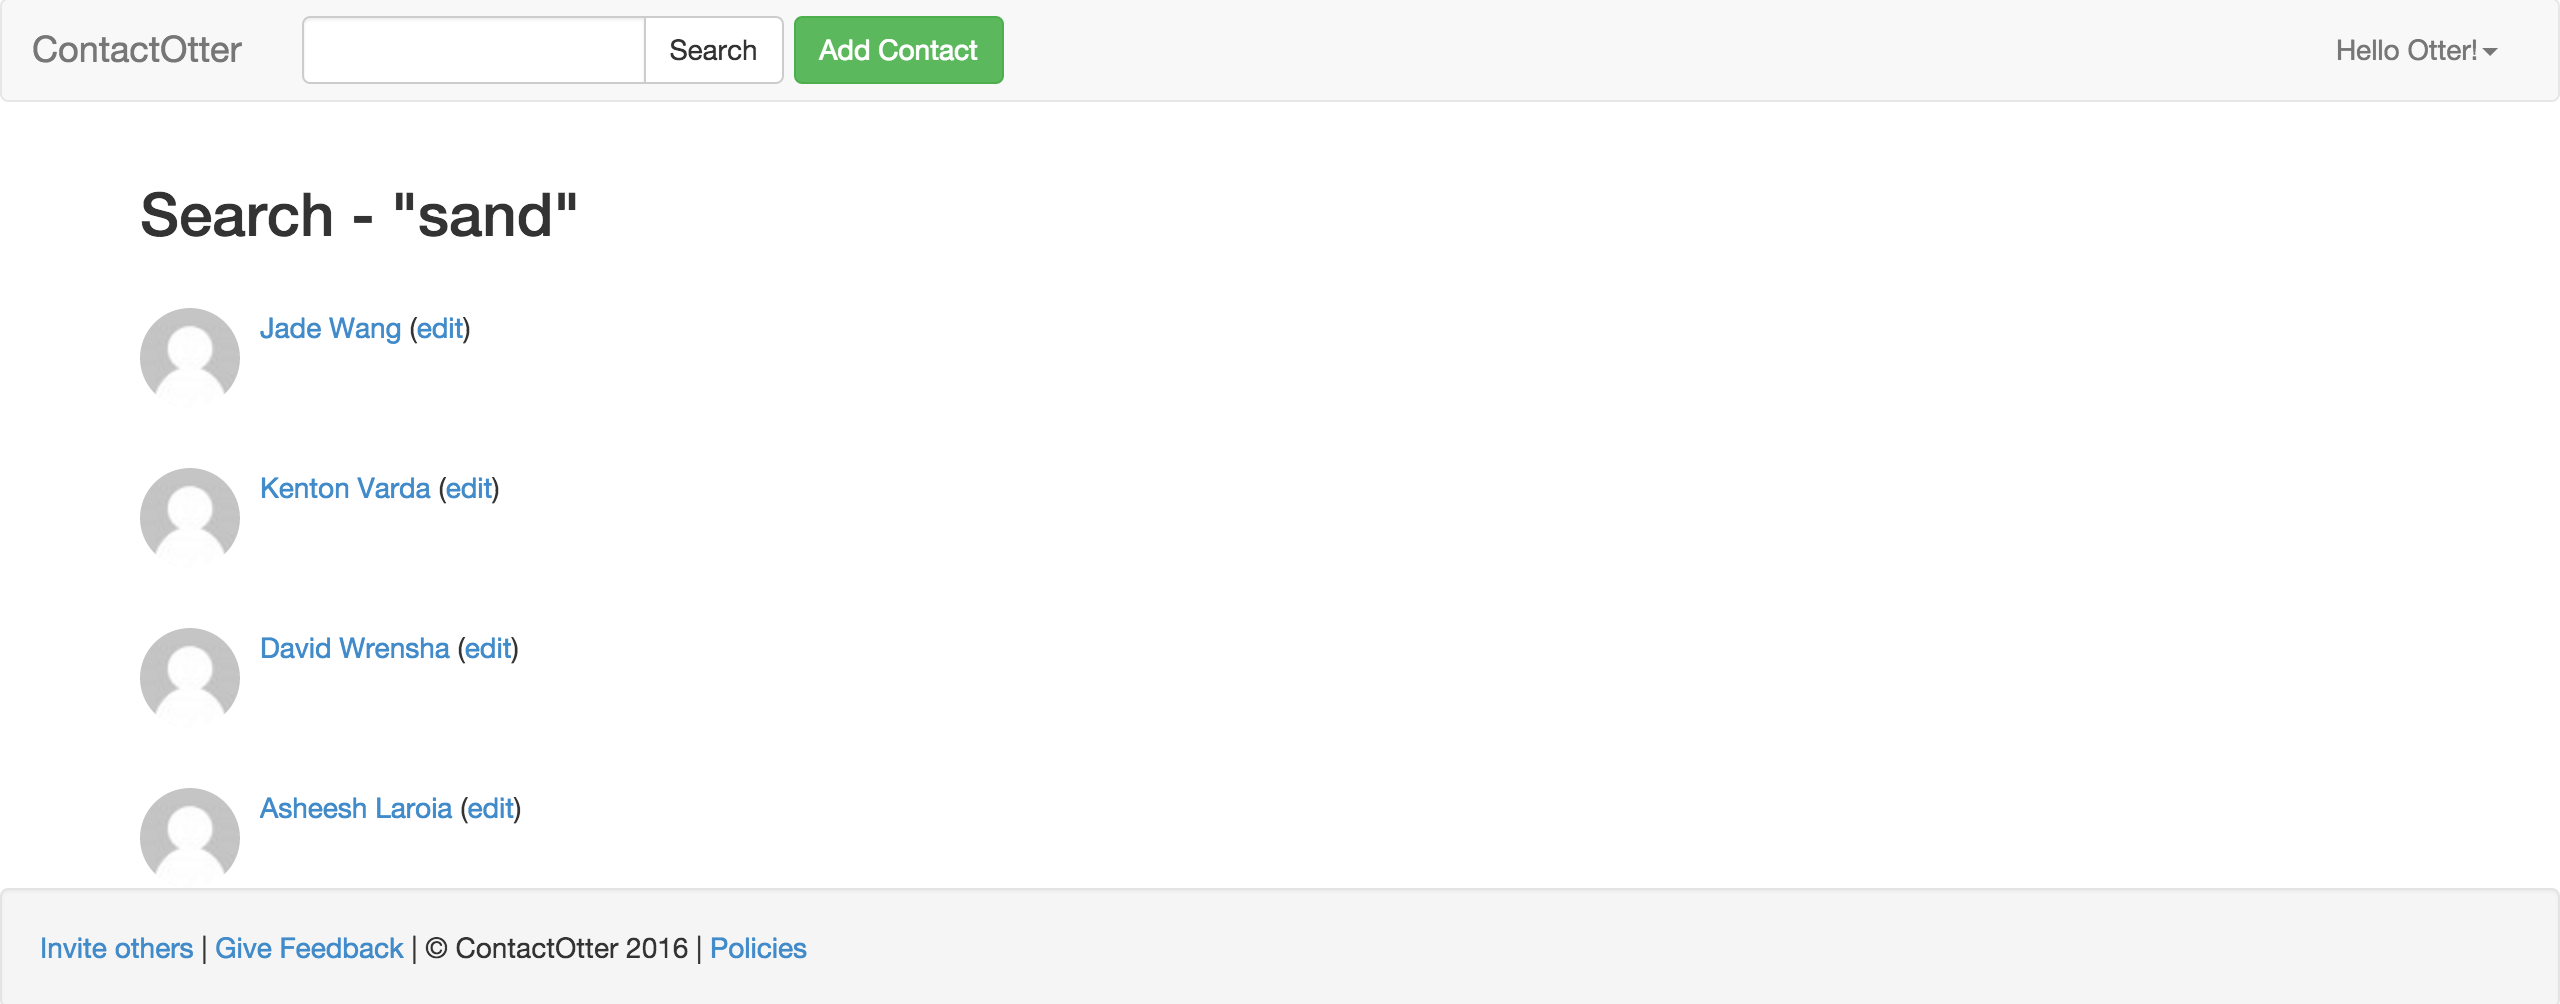 ContactOtter Search Add Contact Hello Otter!
Search - "sand"
Jade Wang (edit)
Kenton Varda (edit)
David Wrensha (edit)
Asheesh Laroia (edit)
Invite others | Give Feedback | © ContactOtter 2016 | Policies